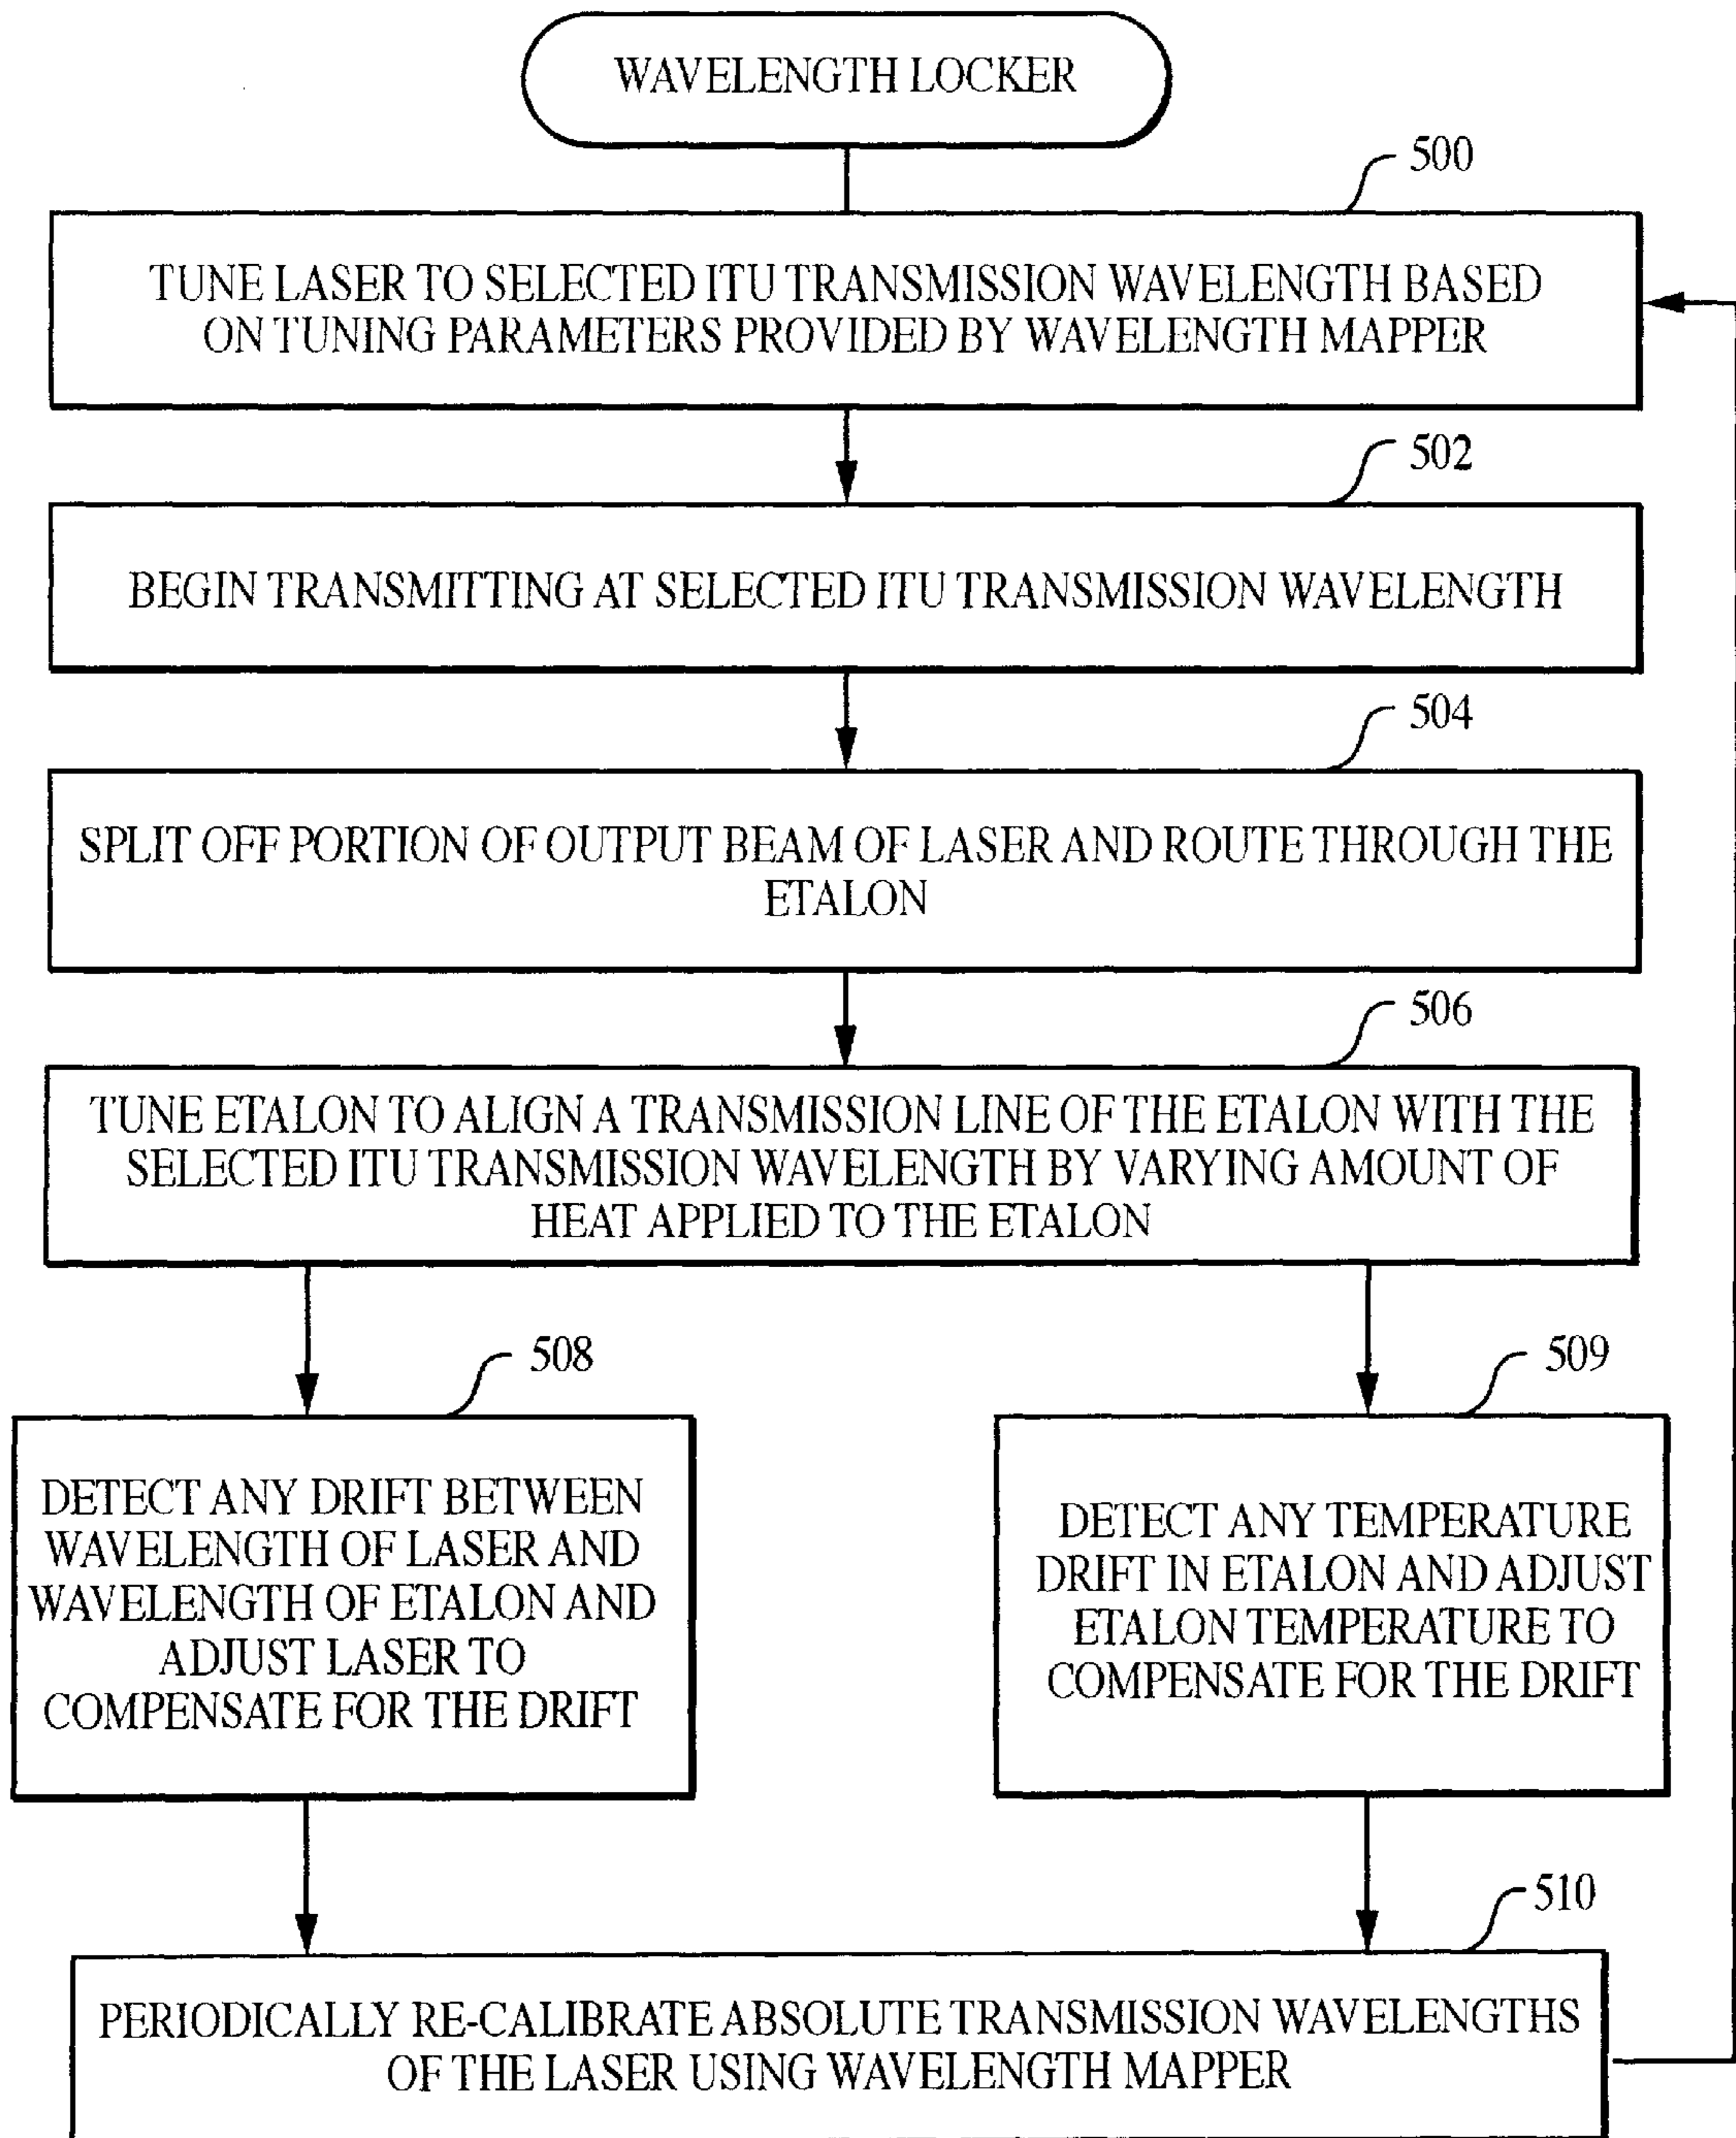 WAVELENGTH LOCKER
500
TUNE LASER TO SELECTED ITU TRANSMISSION WAVELENGTH BASED
ON TUNING PARAMETERS PROVIDED BY WAVELENGTH MAPPER
502
BEGIN TRANSMITTING AT SELECTED ITU TRANSMISSION WAVELENGTH
504
SPLIT OFF PORTION OF OUTPUT BEAM OF LASER AND ROUTE THROUGH THE
ETALON
506
TUNE ETALON TO ALIGN A TRANSMISSION LINE OF THE ETALON WITH THE
SELECTED ITU TRANSMISSION WAVELENGTH BY VARYING AMOUNT OF
HEAT APPLIED TO THE ETALON
508
DETECT ANY DRIFT BETWEEN
WAVELENGTH OF LASER AND
WAVELENGTH OF ETALON AND
ADJUST LASER TO
COMPENSATE FOR THE DRIFT
509
DETECT ANY TEMPERATURE
DRIFT IN ETALON AND ADJUST
ETALON TEMPERATURE TO
COMPENSATE FOR THE DRIFT
510
PERIODICALLY RE-CALIBRATE ABSOLUTE TRANSMISSION WAVELENGTHS
OF THE LASER USING WAVELENGTH MAPPER